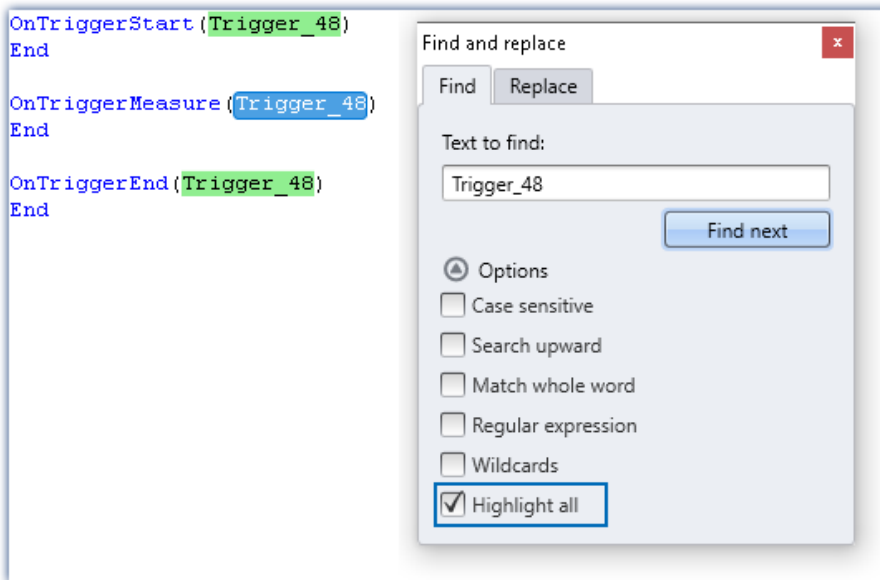 OnTriggerStart(Trigger_48)
End
OnTriggerMeasure(Trigger_48)
End
OnTriggerEnd(Trigger_48)
End
Find and replace
x
Find
Replace
Text to find:
Trigger_48
Find next
Options
Case sensitive
Search upward
Match whole word
Regular expression
Wildcards
Highlight all